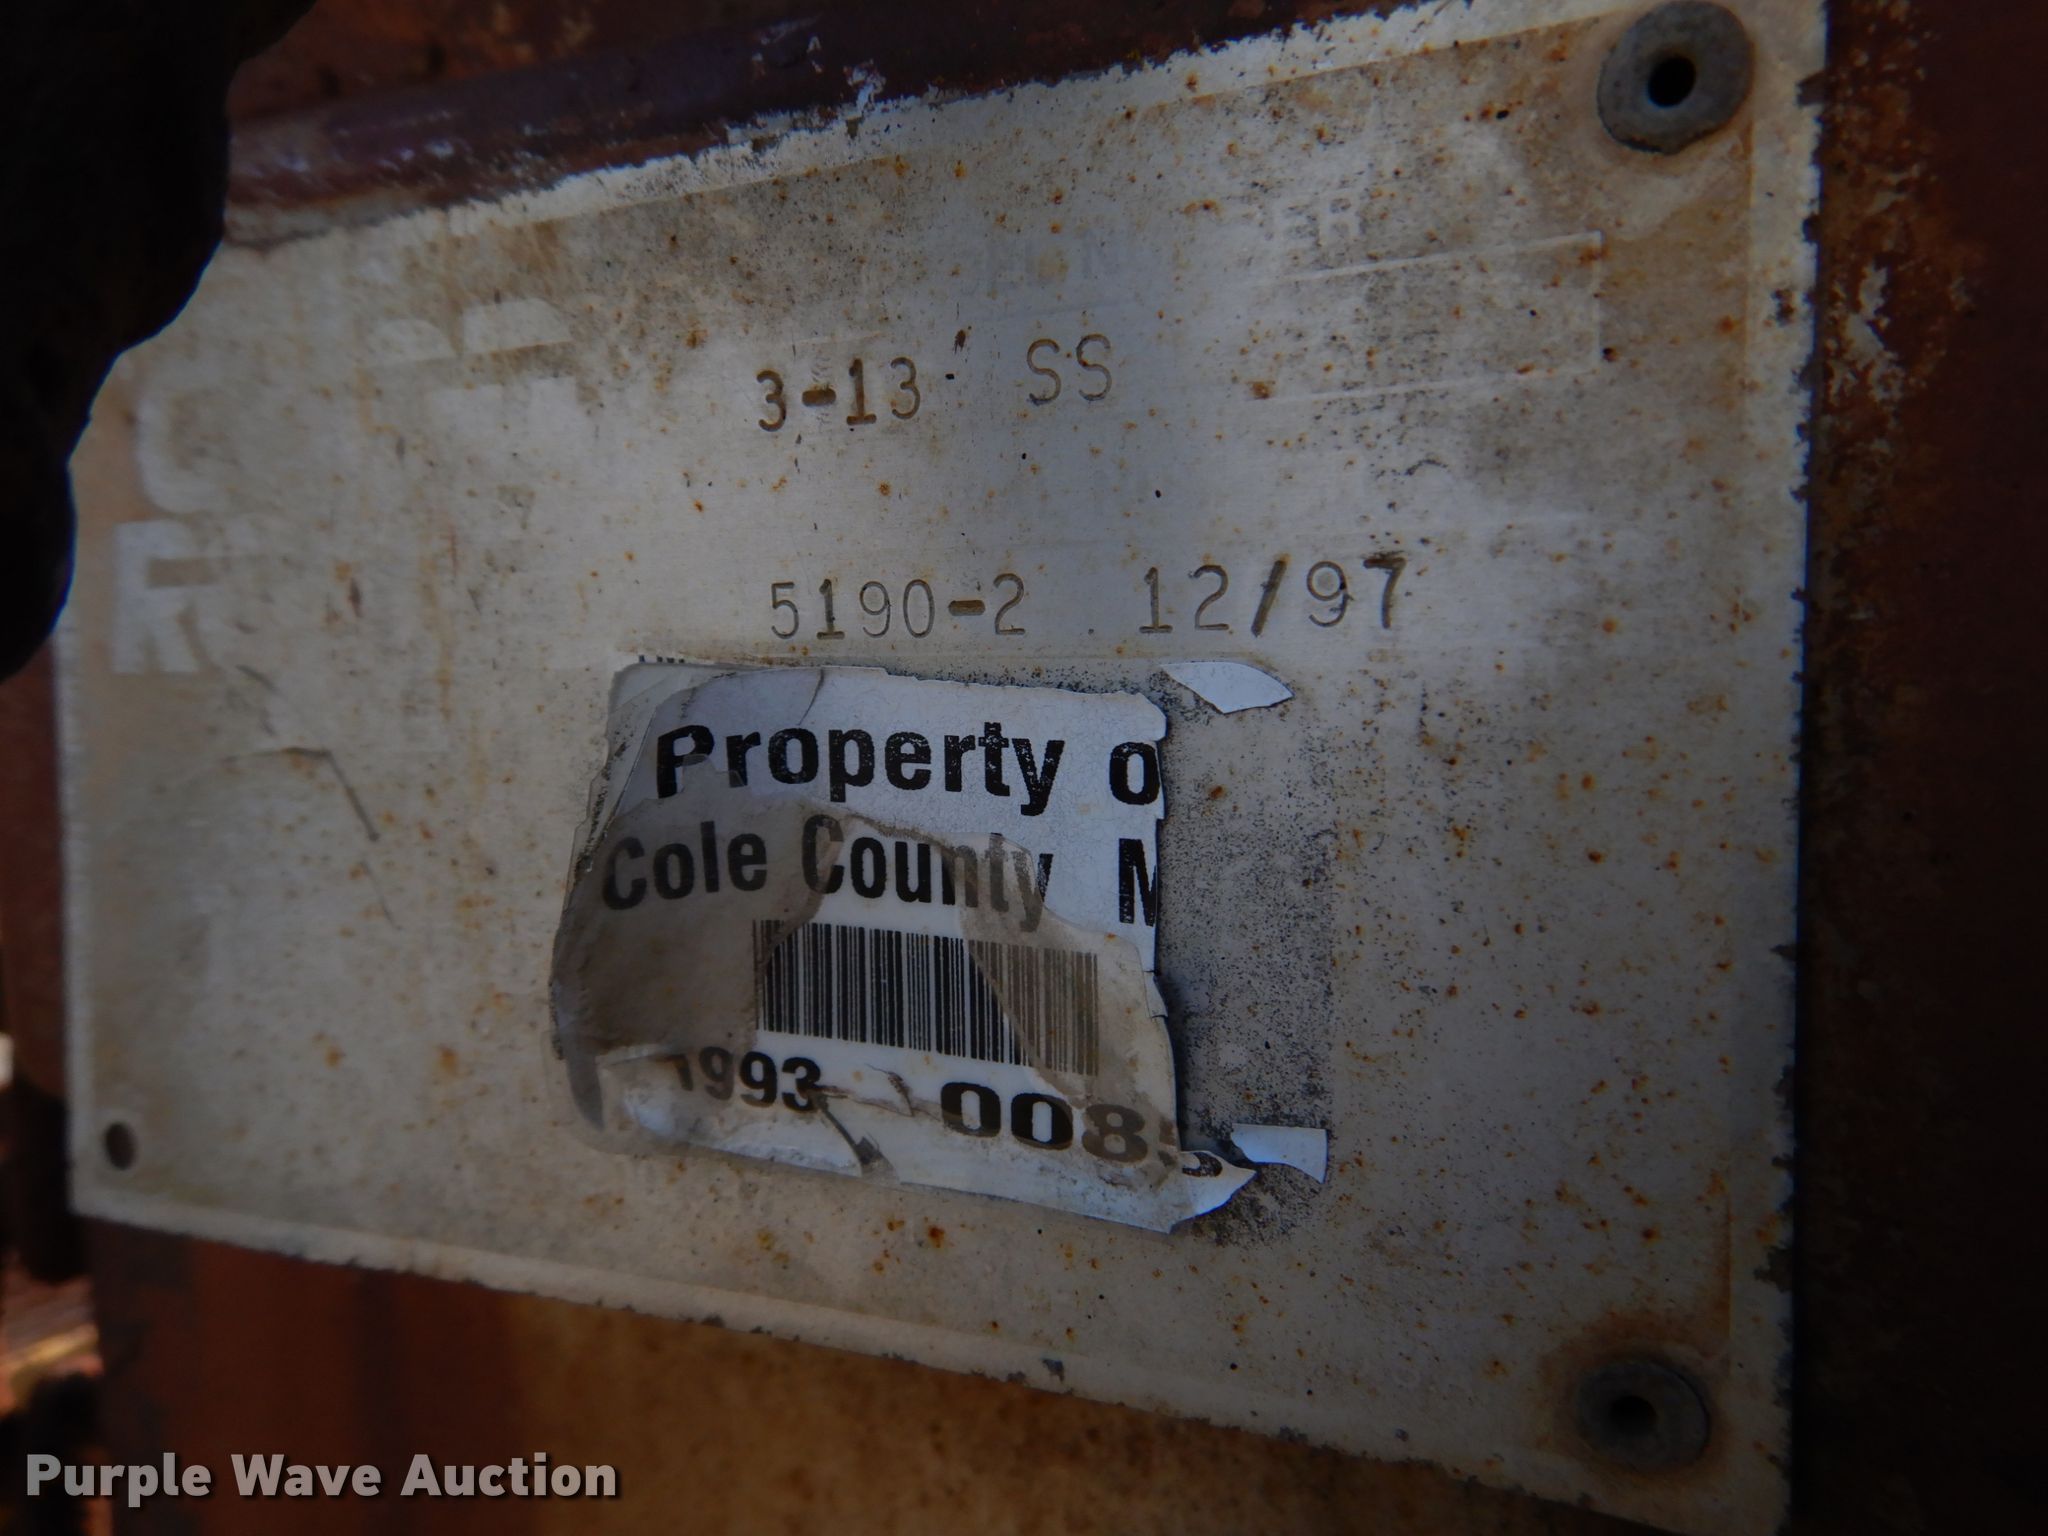 3-13 SS
5190-2 12/97
Property o
Cole County M
1993 008
Purple Wave Auction